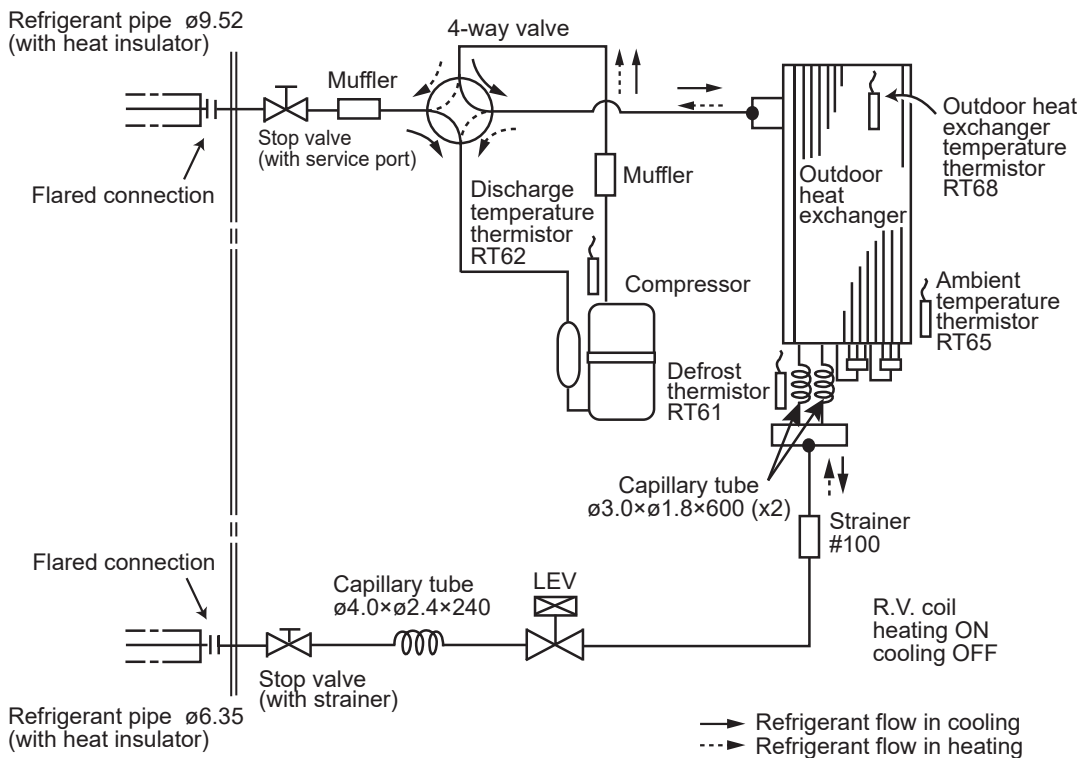 Refrigerant pipe ø9.52
(with heat insulator)
4-way valve
Muffler
Stop valve
(with service port)
Flared connection
Discharge
temperature
thermistor
RT62
Muffler
Compressor
Outdoor
heat
exchanger
Outdoor heat
exchanger
temperature
thermistor
RT68
Ambient
temperature
thermistor
RT65
Defrost
thermistor
RT61
Capillary tube
ø3.0×ø1.8×600 (x2)
Strainer
#100
Flared connection
Capillary tube
ø4.0×ø2.4×240
LEV
Stop valve
(with strainer)
R.V. coil
heating ON
cooling OFF
Refrigerant pipe ø6.35
(with heat insulator)
Refrigerant flow in cooling
Refrigerant flow in heating